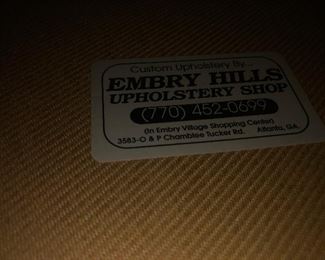 Custom Upholstery By...
EMBRY HILLS
UPHOLSTERY SHOP
(770) 452-0699
(In Embry Village Shopping Center)
3583-O & P Chamblee Tucker Rd. Atlanta, GA.